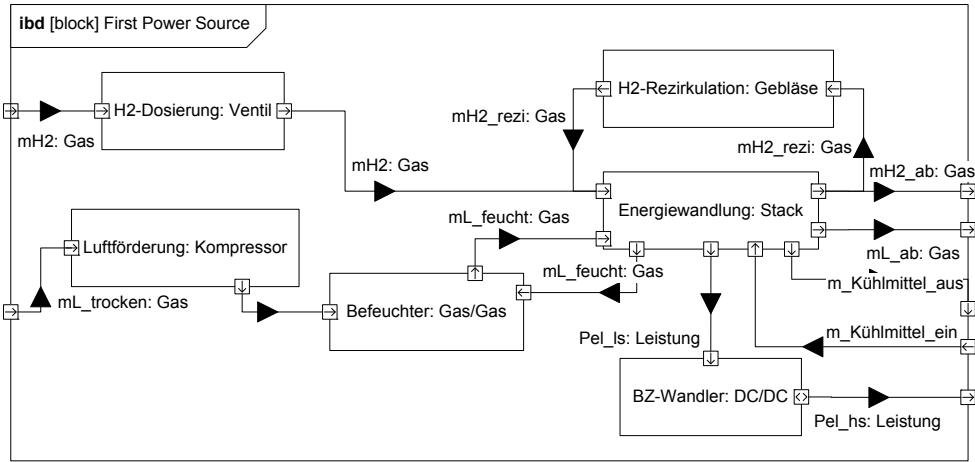 ibd [block] First Power Source
H2-Dosierung: Ventil
H2-Rezirkulation: Gebläse
mH2: Gas
mH2_rezi: Gas
mH2_rezi: Gas
mH2: Gas
mH2_ab: Gas
mL_feucht: Gas
Energiewandlung: Stack
Luftförderung: Kompressor
mL_ab: Gas
mL_feucht: Gas
mL_trocken: Gas
m_Kühlmittel_aus
Befeuchter: Gas/Gas
Pel_ls: Leistung
m_Kühlmittel_ein
BZ-Wandler: DC/DC
Pel_hs: Leistung